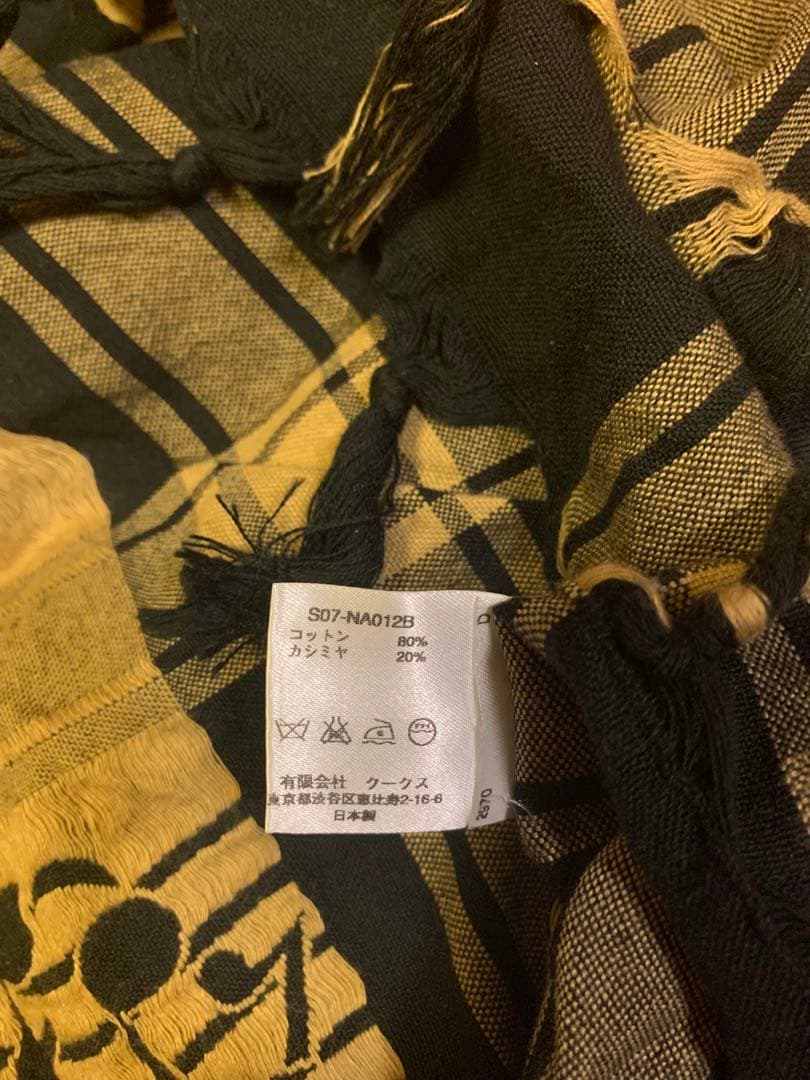 S07-NA012B
コットン 80%
カシミヤ 20%
有限会社 クークス
東京都渋谷区恵比寿2-16-6
日本製
D
2970